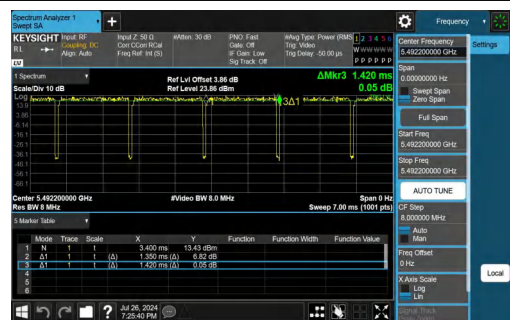 Spectrum Analyzer 1
Swept SA
Frequency
KEYSIGHT
RL
Input: RF
Coupling: DC
Align: Auto
Input Z: 50 Ω
Corr CCorr RCal
Freq Ref: Int (S)
#Atten: 30 dB
PNO: Fast
Gate: Off
IF Gain: Low
Sig Track: Off
#Avg Type: Power (RMS
Trig: Video
Trig Delay: -50.00 µs
1 2 3 4 5 6
W W W W W W
P P P P P P
LV
1 Spectrum
Scale/Div 10 dB
Ref Lvl Offset 3.86 dB
Ref Level 23.86 dBm
ΔMkr3 1.420 ms
0.05 dB
Log
13.9
3.86
-6.14
-16.1
-26.1
-36.1
-46.1
-56.1
3Δ1
Center 5.492200000 GHz
Res BW 8 MHz
#Video BW 8.0 MHz
Span 0 Hz
Sweep 7.00 ms (1001 pts)
5 Marker Table
Mode Trace Scale X Y Function Function Width Function Value
1 N 1 t 3.400 ms 13.43 dBm
2 Δ1 1 t (Δ) 1.350 ms (Δ) 6.82 dB
3 Δ1 1 t (Δ) 1.420 ms (Δ) 0.05 dB
4
5
6
Jul 26, 2024
7:25:40 PM
Center Frequency
5.492200000 GHz
Span
0.00000000 Hz
Swept Span
Zero Span
Full Span
Start Freq
5.492200000 GHz
Stop Freq
5.492200000 GHz
AUTO TUNE
CF Step
8.000000 MHz
Auto
Man
Freq Offset
0 Hz
X Axis Scale
Log
Lin
Signal Track
Settings
Local